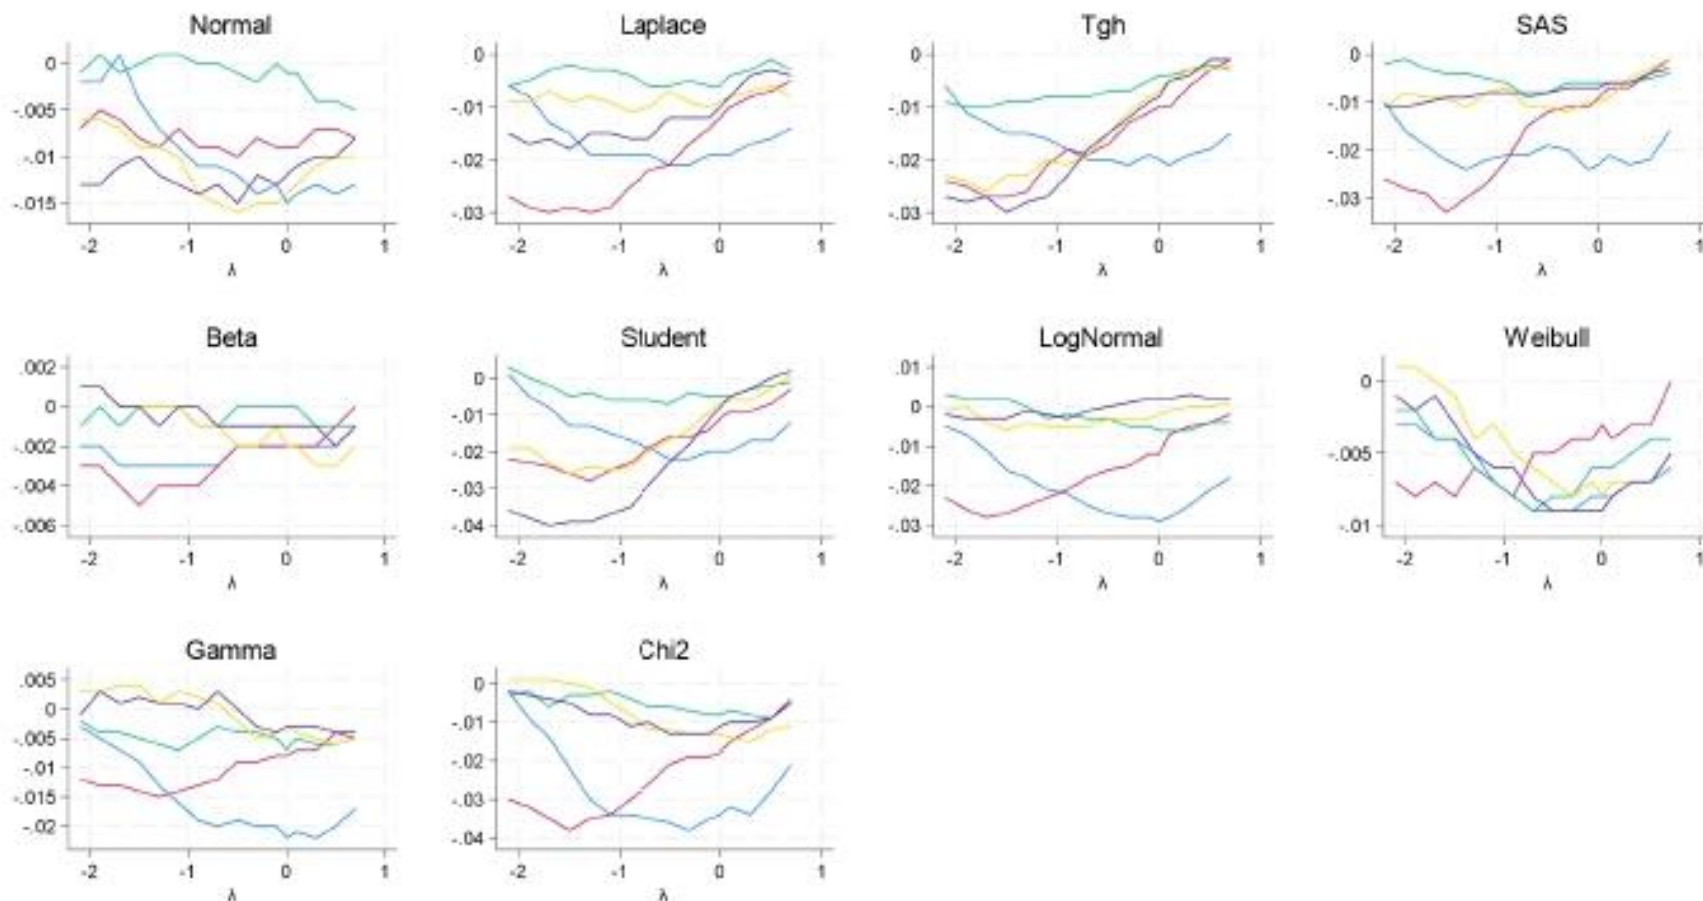 Normal Laplace Tgh SAS
0 0 0 0
-.005 -.01 -.01 -.01
-.01 -.02 -.02 -.02
-.015 -.03 -.03 -.03
-2 -1 0 1 -2 -1 0 1 -2 -1 0 1 -2 -1 0 1
λ λ λ λ
Beta Student LogNormal Weibull
.002 0 .01 0
0 -.01 0 -.005
-.002 -.02 -.01 -.01
-.004 -.03 -.02
-.006 -.04 -.03
-2 -1 0 1 -2 -1 0 1 -2 -1 0 1 -2 -1 0 1
λ λ λ λ
Gamma Chi2
.005 0
0 -.01
-.005 -.02
-.01 -.03
-.015 -.04
-.02
-2 -1 0 1 -2 -1 0 1
λ λ